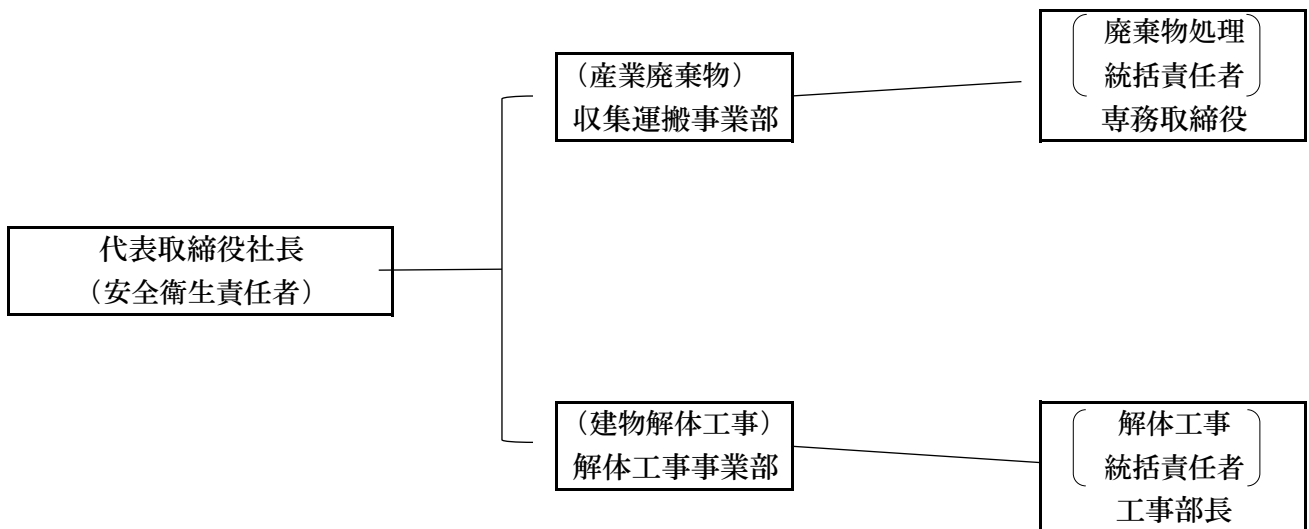 廃棄物処理
統括責任者
専務取締役
（産業廃棄物）
収集運搬事業部
代表取締役社長
（安全衛生責任者）
（建物解体工事）
解体工事事業部
解体工事
統括責任者
工事部長